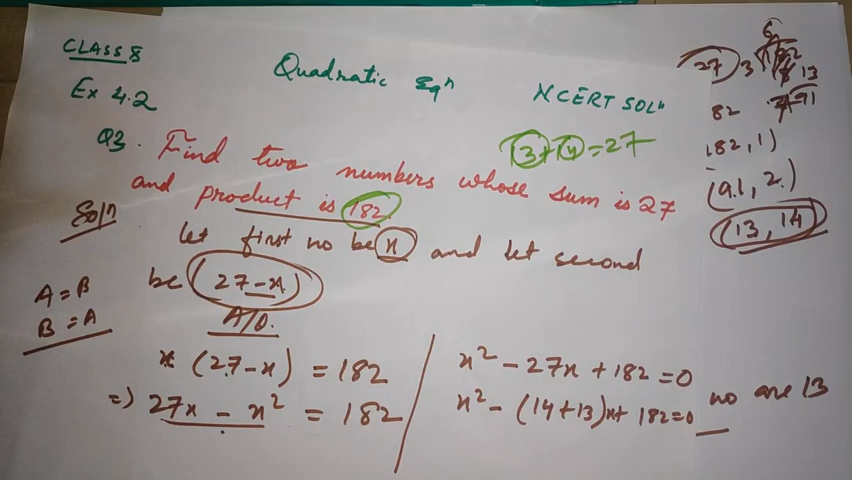 CLASS 8
Quadratic Eqn
Ex 4.2
NCERT SOLn
Q3. Find two numbers whose sum is 27
and product is 182
13+14=27
Soln
let first no be x and let second
be (27-x)
A=B
B=A
A/Q.
x (27-x) = 182
=) 27x - x² = 182
x² - 27x + 182 = 0
x² - (14+13)x + 182=0
no are 13
27
13
91
82
(182, 1)
(91, 2)
(13, 14)